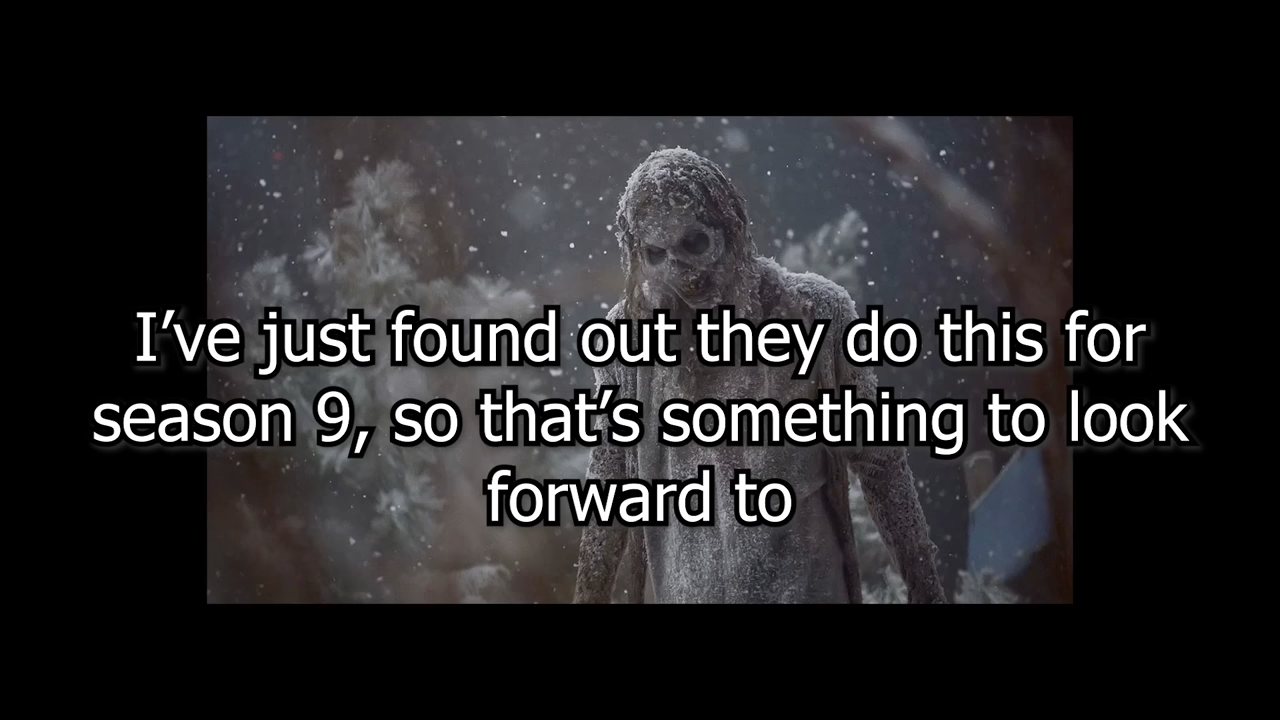 I’ve just found out they do this for
season 9, so that’s something to look
forward to